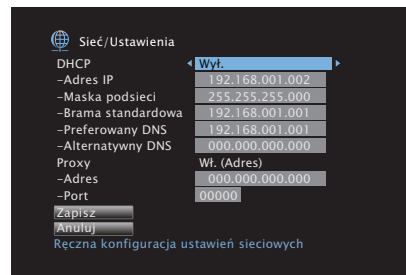 Sieć/Ustawienia
DHCP Wył.
–Adres IP 192.168.001.002
–Maska podsieci 255.255.255.000
–Brama standardowa 192.168.001.001
–Preferowany DNS 192.168.001.001
–Alternatywny DNS 000.000.000.000
Proxy Wł. (Adres)
–Adres 000.000.000.000
–Port 00000
Zapisz
Anuluj
Ręczna konfiguracja ustawień sieciowych